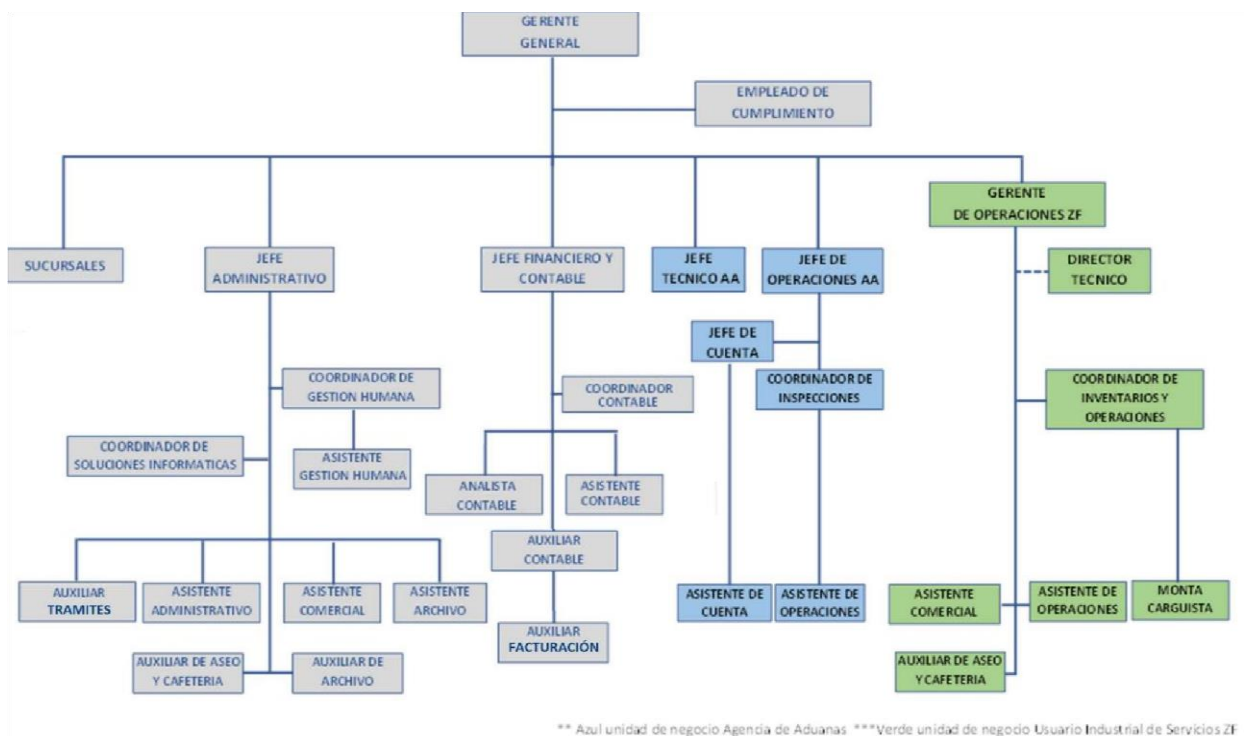 GERENTE
GENERAL
EMPLEADO DE
CUMPLIMIENTO
GERENTE
DE OPERACIONES ZF
SUCURSALES
JEFE
ADMINISTRATIVO
JEFE FINANCIERO Y
CONTABLE
JEFE
TECNICO AA
JEFE DE
OPERACIONES AA
DIRECTOR
TECNICO
JEFE DE
CUENTA
COORDINADOR DE
GESTION HUMANA
COORDINADOR
CONTABLE
COORDINADOR DE
INSPECCIONES
COORDINADOR DE
INVENTARIOS Y
OPERACIONES
COORDINADOR DE
SOLUCIONES INFORMATICAS
ASISTENTE
GESTION HUMANA
ANALISTA
CONTABLE
ASISTENTE
CONTABLE
AUXILIAR
CONTABLE
AUXILIAR
TRAMITES
ASISTENTE
ADMINISTRATIVO
ASISTENTE
COMERCIAL
ASISTENTE
ARCHIVO
ASISTENTE DE
CUENTA
ASISTENTE DE
OPERACIONES
ASISTENTE
COMERCIAL
ASISTENTE DE
OPERACIONES
MONTA
CARGUISTA
AUXILIAR
FACTURACIÓN
AUXILIAR DE ASEO
Y CAFETERIA
AUXILIAR DE
ARCHIVO
AUXILIAR DE ASEO
Y CAFETERIA
** Azul unidad de negocio Agencia de Aduanas ***Verde unidad de negocio Usuario Industrial de Servicios ZF